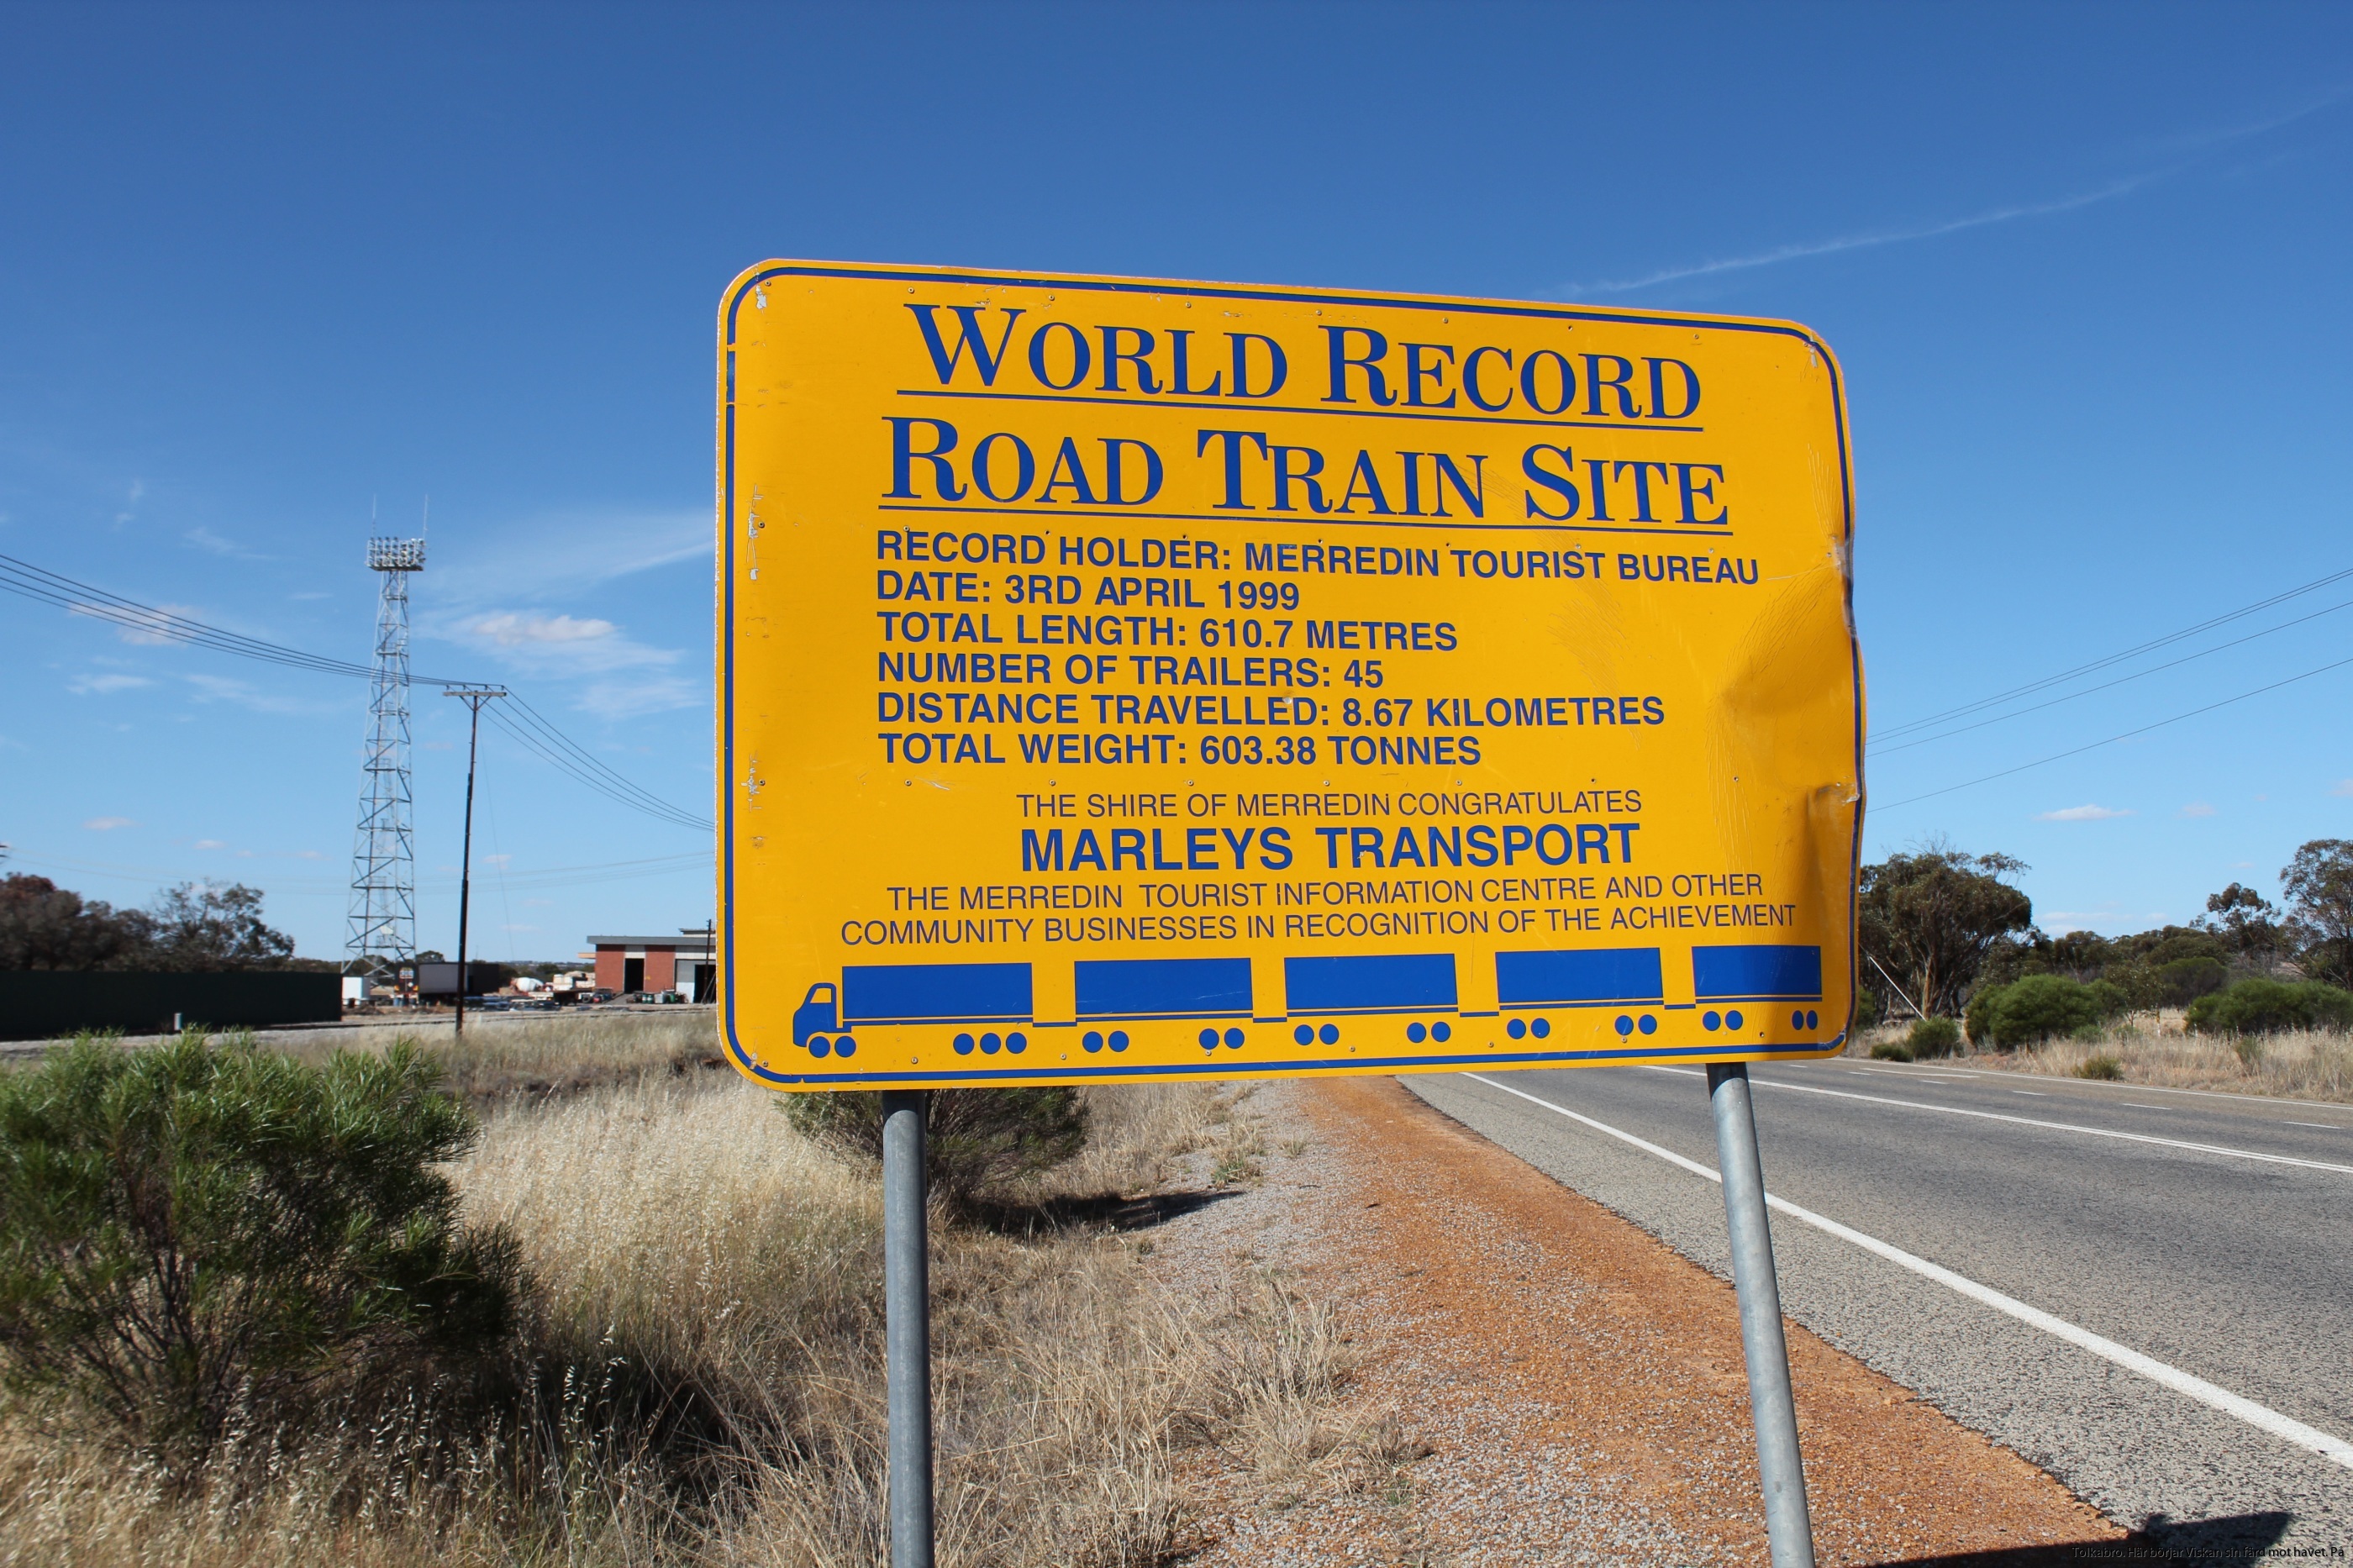 WORLD RECORD
ROAD TRAIN SITE
RECORD HOLDER: MERREDIN TOURIST BUREAU
DATE: 3RD APRIL 1999
TOTAL LENGTH: 610.7 METRES
NUMBER OF TRAILERS: 45
DISTANCE TRAVELLED: 8.67 KILOMETRES
TOTAL WEIGHT: 603.38 TONNES
THE SHIRE OF MERREDIN CONGRATULATES
MARLEYS TRANSPORT
THE MERREDIN TOURIST INFORMATION CENTRE AND OTHER
COMMUNITY BUSINESSES IN RECOGNITION OF THE ACHIEVEMENT
Tolkabro. Här börjar Viskan sin färd mot havet. På